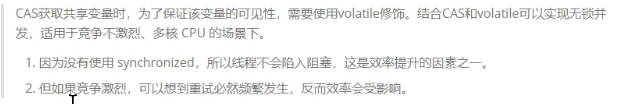 CAS获取共享变量时，为了保证该变量的可见性，需要使用volatile修饰。结合CAS和volatile可以实现无锁并
发，适用于竞争不激烈、多核 CPU 的场景下。
1. 因为没有使用 synchronized，所以线程不会陷入阻塞，这是效率提升的因素之一。
2. 但如果竞争激烈，可以想到重试必然频繁发生，反而效率会受影响。